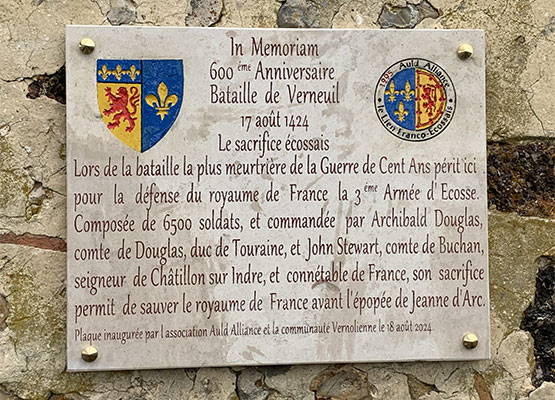 In Memoriam
600 ème Anniversaire
Bataille de Verneuil
17 août 1424
Le sacrifice écossais
1295 Auld Alliance
le Lien Franco-Ecossais
Lors de la bataille la plus meurtrière de la Guerre de Cent Ans périt ici
pour la défense du royaume de France la 3 ème Armée d'Ecosse.
Composée de 6500 soldats, et commandée par Archibald Douglas,
comte de Douglas, duc de Touraine, et John Stewart, comte de Buchan,
seigneur de Châtillon sur Indre, et connétable de France, son sacrifice
permit de sauver le royaume de France avant l'épopée de Jeanne d'Arc.
Plaque inaugurée par l'association Auld Alliance et la communauté Vernolienne le 18 août 2024.